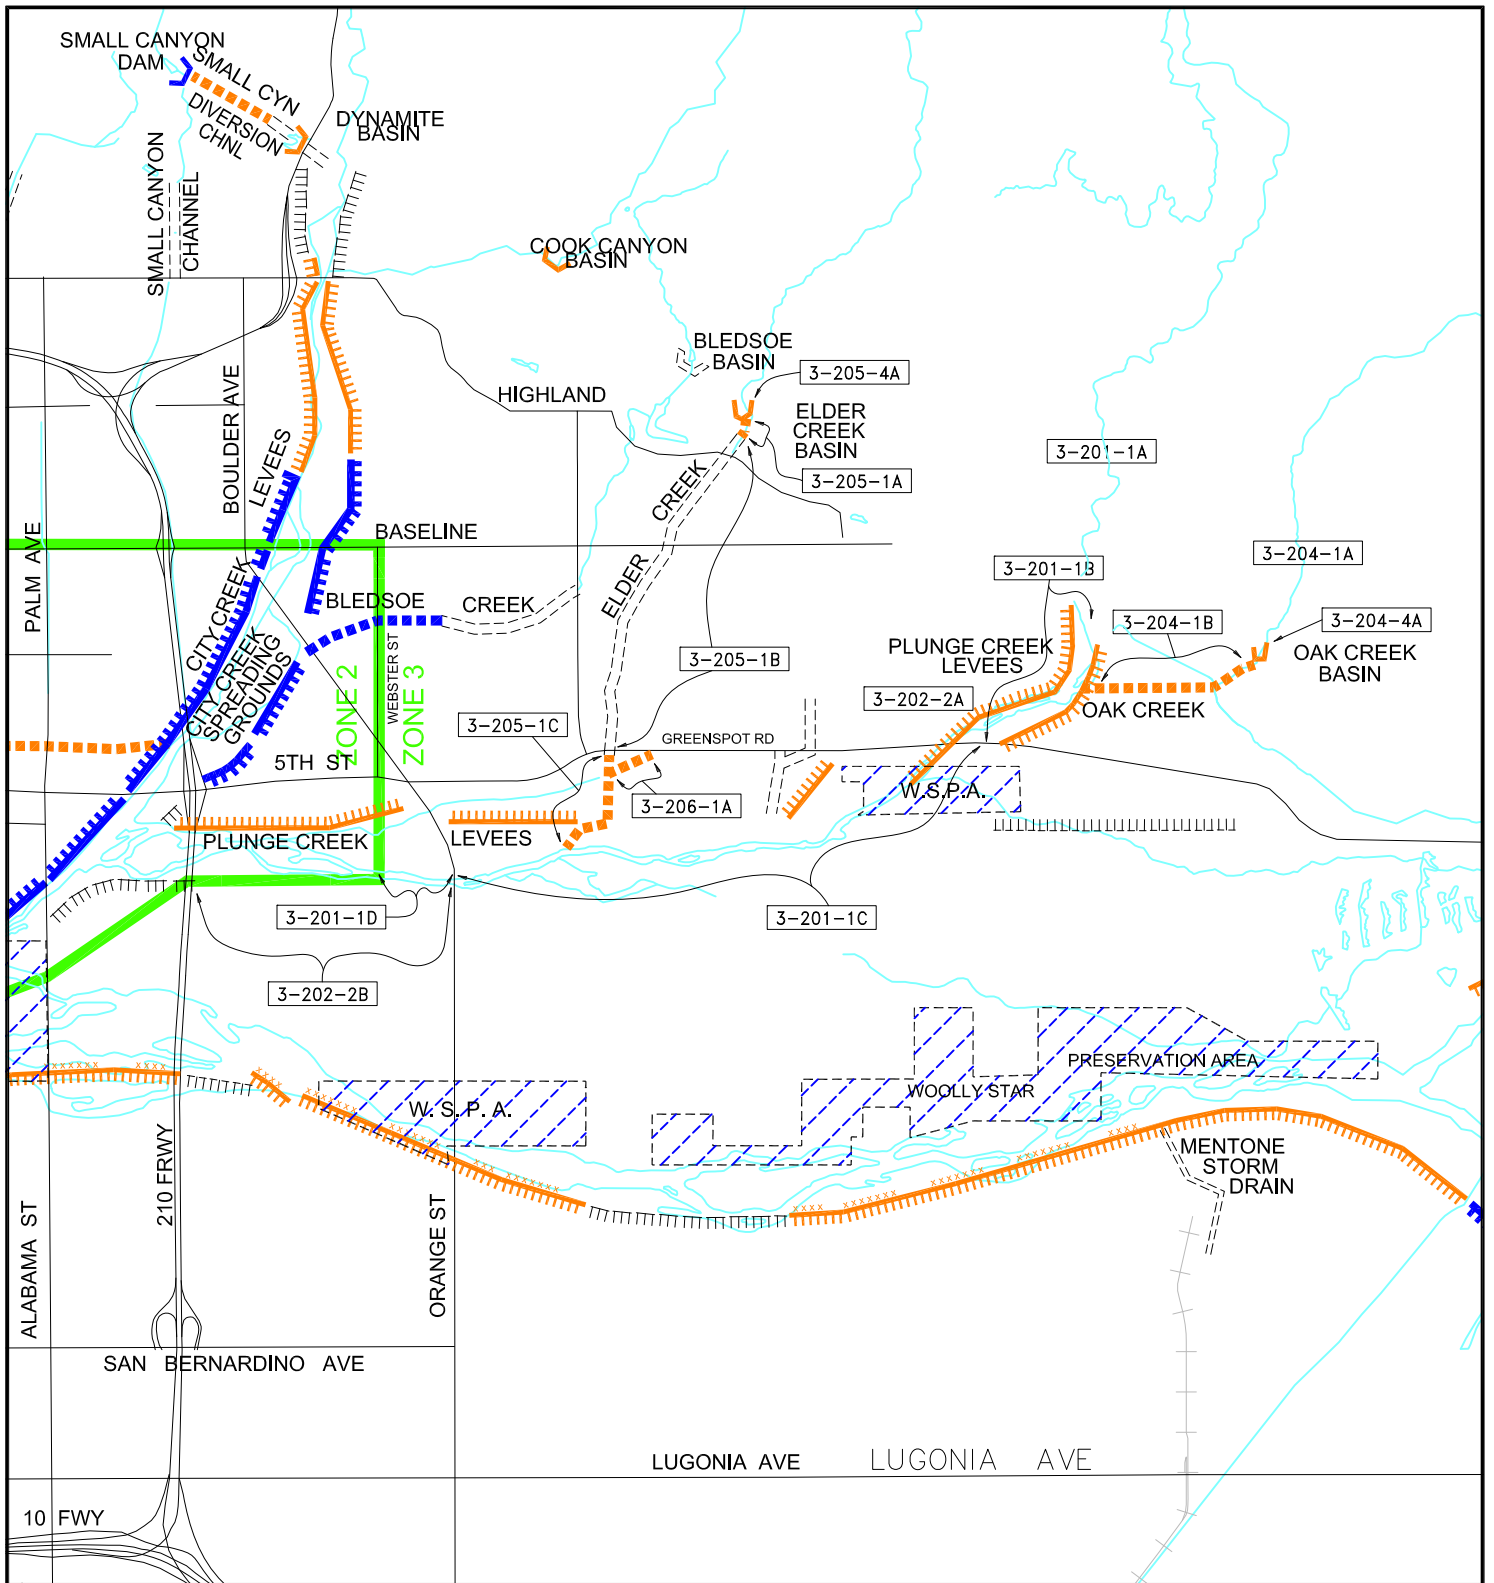 SMALL CANYON
DAM
SMALL CYN
DIVERSION
CHNL
DYNAMITE
BASIN
SMALL CANYON
CHANNEL
COOK CANYON
BASIN
BLEDSOE
BASIN
3-205-4A
HIGHLAND
ELDER
CREEK
BASIN
BOULDER AVE
LEVEES
3-201-1A
3-205-1A
CREEK
BASELINE
PALM AVE
3-204-1A
3-201-1B
CITY CREEK
BLEDSOE
CREEK
ELDER
3-204-1B
3-204-4A
CITY CREEK
SPREADING
GROUNDS
WEBSTER ST
PLUNGE CREEK
LEVEES
3-205-1B
OAK CREEK
BASIN
ZONE 2
ZONE 3
3-202-2A
OAK CREEK
3-205-1C
GREENSPOT RD
5TH ST
W.S.P.A.
3-206-1A
PLUNGE CREEK
LEVEES
3-201-1D
3-201-1C
3-202-2B
PRESERVATION AREA
WOOLLY STAR
W. S. P. A.
210 FRWY
MENTONE
STORM
DRAIN
ALABAMA ST
ORANGE ST
SAN BERNARDINO AVE
LUGONIA AVE
LUGONIA AVE
10 FWY